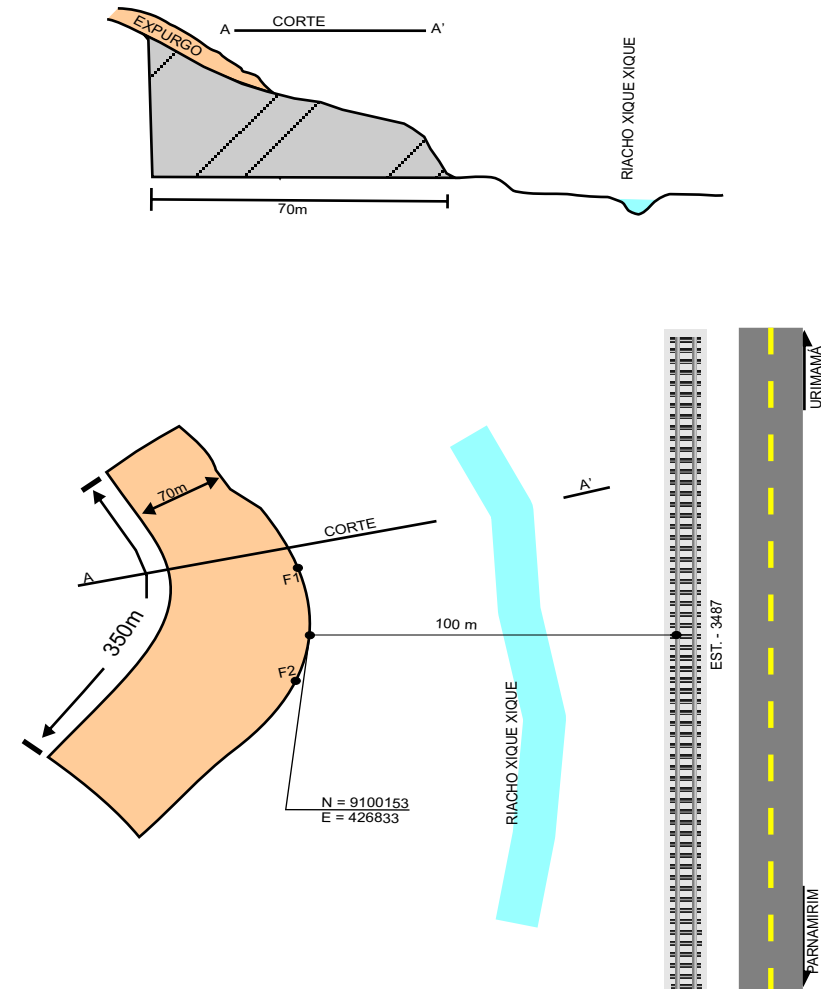 A CORTE A'
EXPURGO
RIACHO XIQUE XIQUE
70m
URIMAMÁ
70m
A'
CORTE
A
F1
350m
100 m
EST. - 3487
F2
RIACHO XIQUE XIQUE
N = 9100153
E = 426833
PARNAMIRIM